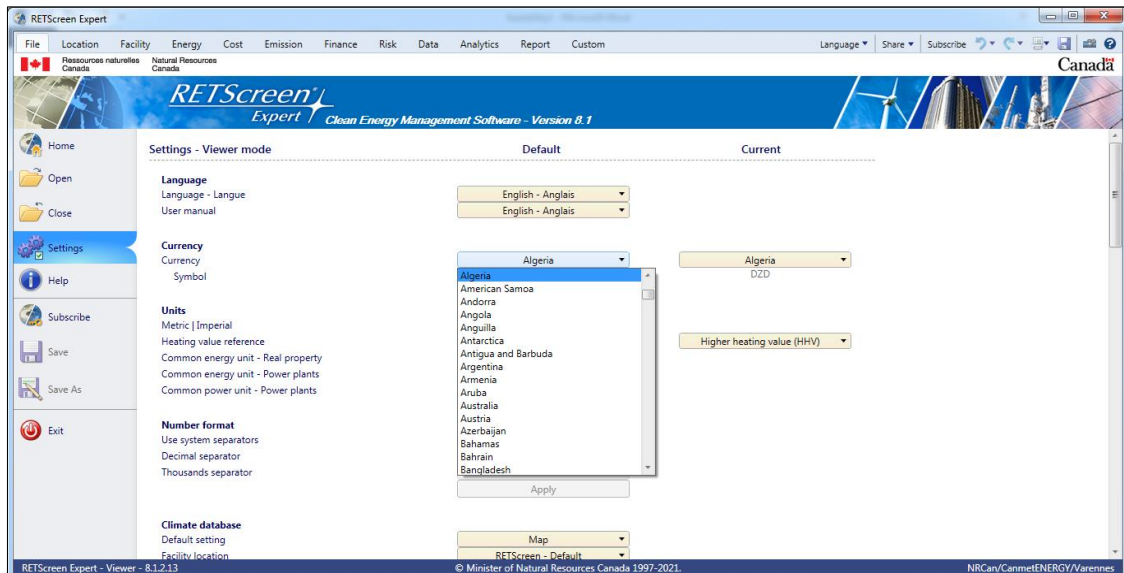 RETScreen Expert
File Location Facility Energy Cost Emission Finance Risk Data Analytics Report Custom Language Share Subscribe
Ressources naturelles Canada Natural Resources Canada
Canada
RETScreen
Expert Clean Energy Management Software - Version 8.1
Home
Open
Close
Settings
Help
Subscribe
Save
Save As
Exit
Settings - Viewer mode Default Current
Language
Language - Langue English - Anglais
User manual English - Anglais
Currency
Currency Algeria Algeria
Symbol DZD
Algeria
American Samoa
Andorra
Angola
Anguilla
Antarctica
Antigua and Barbuda
Argentina
Armenia
Aruba
Australia
Austria
Azerbaijan
Bahamas
Bahrain
Bangladesh
Units
Metric | Imperial
Heating value reference Higher heating value (HHV)
Common energy unit - Real property
Common energy unit - Power plants
Common power unit - Power plants
Number format
Use system separators
Decimal separator
Thousands separator
Apply
Climate database
Default setting Map
Facility location RETScreen - Default
RETScreen Expert - Viewer - 8.1.2.13 © Minister of Natural Resources Canada 1997-2021. NRCan/CanmetENERGY/Varennes